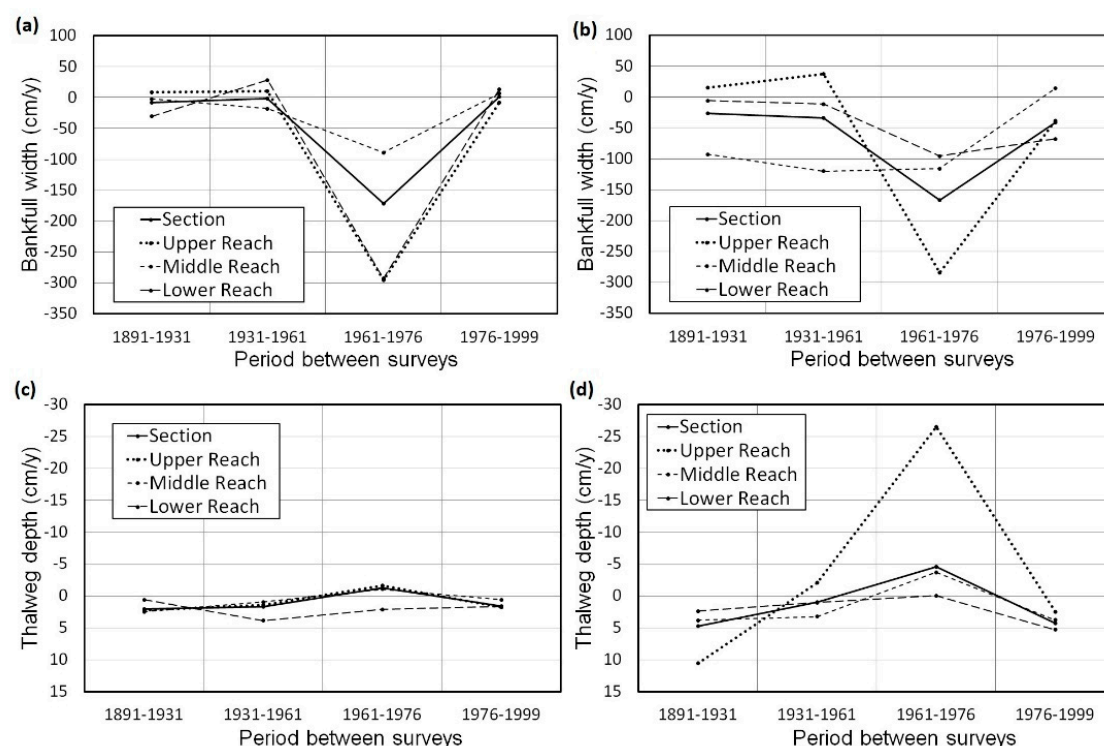 (a)
100
50
0
-50
-100
-150
-200
-250
-300
-350
Bankfull width (cm/y)
Section
Upper Reach
Middle Reach
Lower Reach
1891-1931 1931-1961 1961-1976 1976-1999
Period between surveys
(b)
100
50
0
-50
-100
-150
-200
-250
-300
-350
Bankfull width (cm/y)
Section
Upper Reach
Middle Reach
Lower Reach
1891-1931 1931-1961 1961-1976 1976-1999
Period between surveys
(c)
-30
-25
-20
-15
-10
-5
0
5
10
15
Thalweg depth (cm/y)
Section
Upper Reach
Middle Reach
Lower Reach
1891-1931 1931-1961 1961-1976 1976-1999
Period between surveys
(d)
-30
-25
-20
-15
-10
-5
0
5
10
15
Thalweg depth (cm/y)
Section
Upper Reach
Middle Reach
Lower Reach
1891-1931 1931-1961 1961-1976 1976-1999
Period between surveys